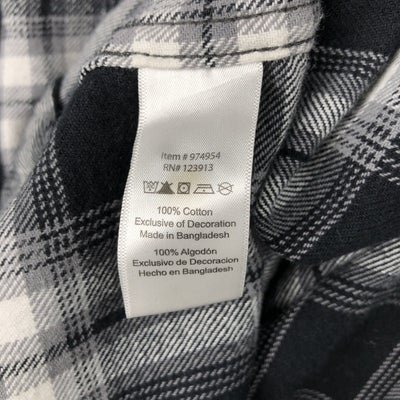 Item # 974954
RN# 123913
100% Cotton
Exclusive of Decoration
Made in Bangladesh
100% Algodón
Exclusivo de Decoracion
Hecho en Bangladesh